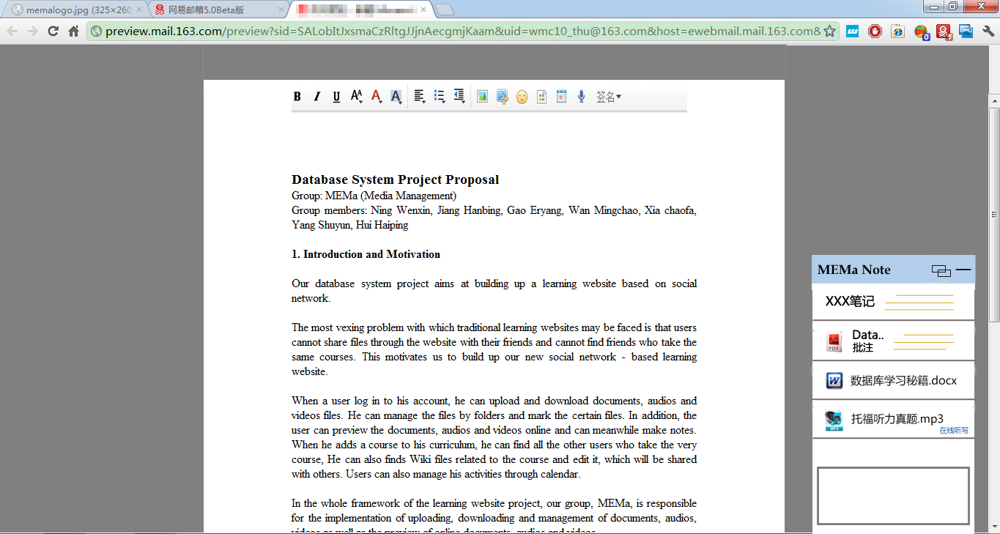 memalogo.jpg (325×260
网易邮箱5.0Beta版
preview.mail.163.com/preview?sid=SALobItJxsmaCzRltgJJjnAecgmjKaam&uid=wmc10_thu@163.com&host=ewebmail.mail.163.com&
B I U AA A A 签名
Database System Project Proposal
Group: MEMa (Media Management)
Group members: Ning Wenxin, Jiang Hanbing, Gao Eryang, Wan Mingchao, Xia chaofa,
Yang Shuyun, Hui Haiping
1. Introduction and Motivation
Our database system project aims at building up a learning website based on social
network.
The most vexing problem with which traditional learning websites may be faced is that users
cannot share files through the website with their friends and cannot find friends who take the
same courses. This motivates us to build up our new social network - based learning
website.
When a user log in to his account, he can upload and download documents, audios and
videos files. He can manage the files by folders and mark the certain files. In addition, the
user can preview the documents, audios and videos online and can meanwhile make notes.
When he adds a course to his curriculum, he can find all the other users who take the very
course, He can also finds Wiki files related to the course and edit it, which will be shared
with others. Users can also manage his activities through calendar.
In the whole framework of the learning website project, our group, MEMa, is responsible
for the implementation of uploading, downloading and management of documents, audios,
videos as well as the preview of online documents, audios and videos.
MEMa Note
XXX笔记
Data..
批注
数据库学习秘籍.docx
托福听力真题.mp3
在线听写